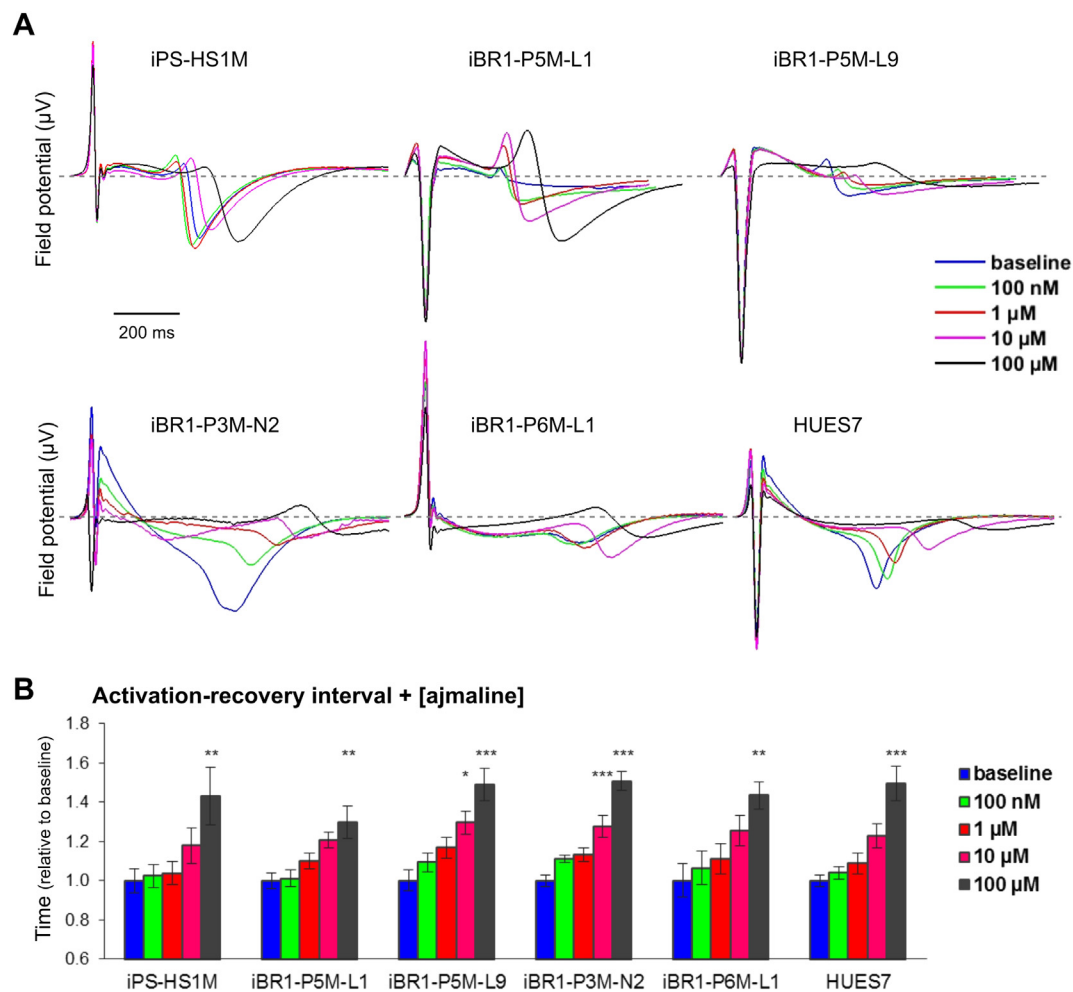 A
iPS-HS1M
iBR1-P5M-L1
iBR1-P5M-L9
Field potential (µV)
baseline
100 nM
1 µM
10 µM
100 µM
200 ms
iBR1-P3M-N2
iBR1-P6M-L1
HUES7
Field potential (µV)
B
Activation-recovery interval + [ajmaline]
Time (relative to baseline)
1.8
1.6
1.4
1.2
1.0
0.8
0.6
** ** * *** *** *** ** ***
baseline
100 nM
1 µM
10 µM
100 µM
iPS-HS1M
iBR1-P5M-L1
iBR1-P5M-L9
iBR1-P3M-N2
iBR1-P6M-L1
HUES7